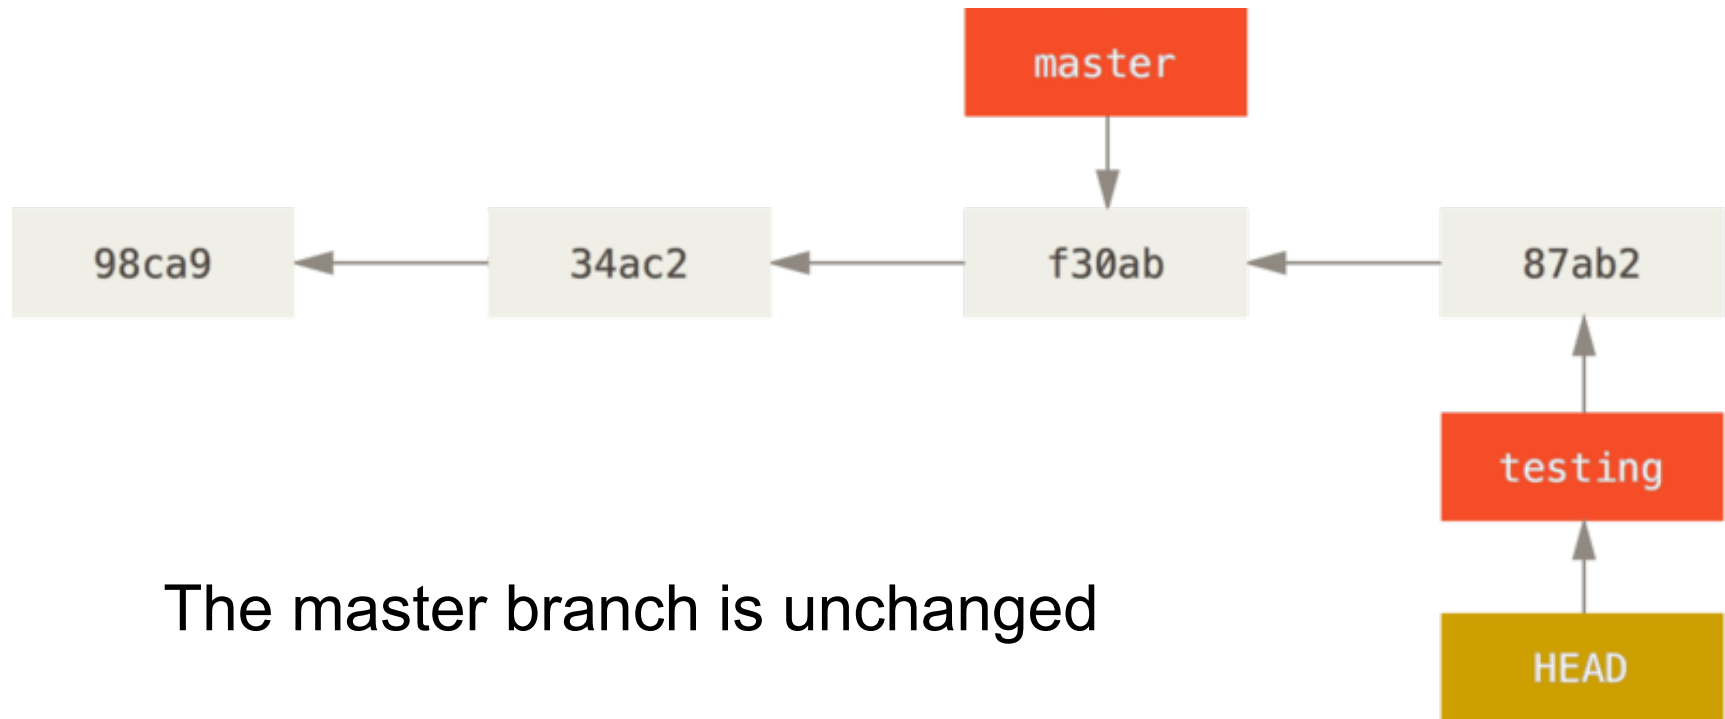 master
98ca9
34ac2
f30ab
87ab2
testing
The master branch is unchanged
HEAD